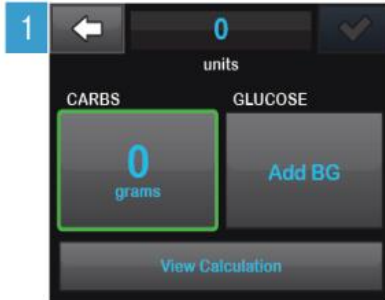 1
0
units
CARBS GLUCOSE
0
grams
Add BG
View Calculation